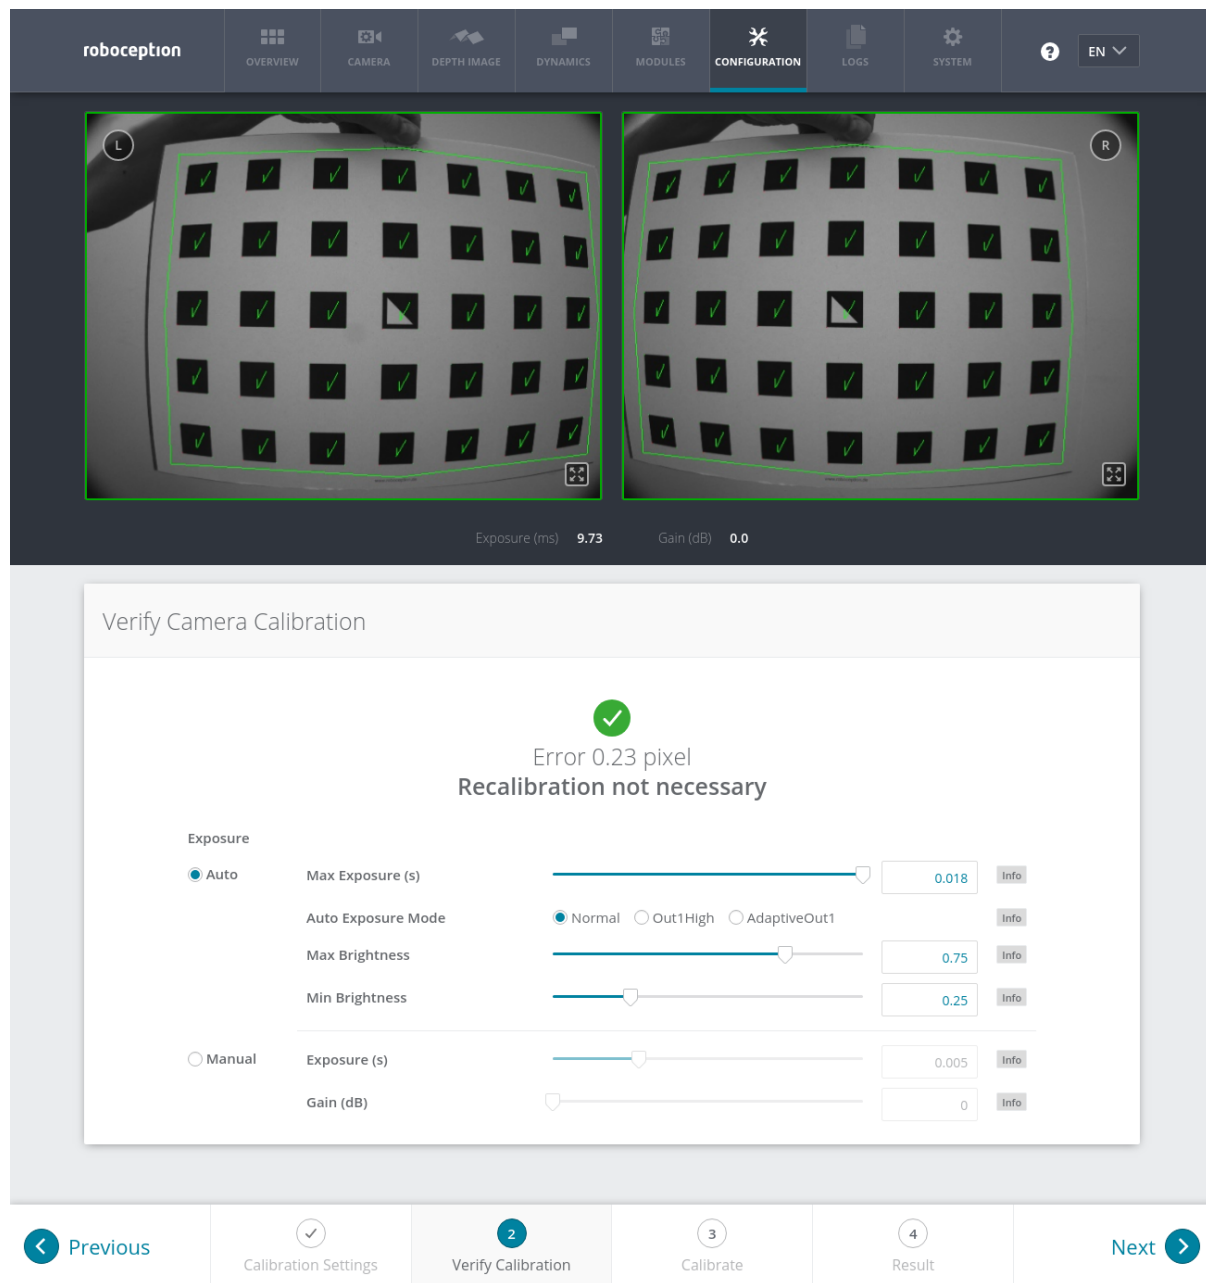 roboception
OVERVIEW
CAMERA
DEPTH IMAGE
DYNAMICS
MODULES
CONFIGURATION
LOGS
SYSTEM
?
EN
L
R
Exposure (ms) 9.73 Gain (dB) 0.0
Verify Camera Calibration
Error 0.23 pixel
Recalibration not necessary
Exposure
Auto Max Exposure (s) 0.018 Info
Auto Exposure Mode Normal Out1High AdaptiveOut1 Info
Max Brightness 0.75 Info
Min Brightness 0.25 Info
Manual Exposure (s) 0.005 Info
Gain (dB) 0 Info
Previous
Calibration Settings
2
Verify Calibration
3
Calibrate
4
Result
Next